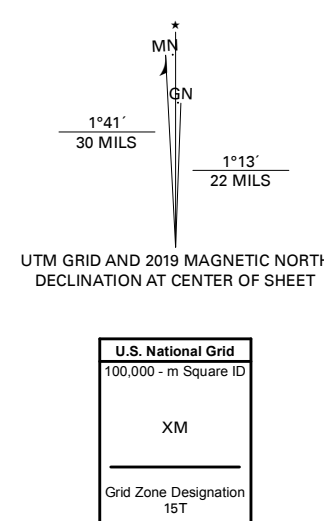 ★
MN
GN
1°41´
30 MILS
1°13´
22 MILS
UTM GRID AND 2019 MAGNETIC NORTH
DECLINATION AT CENTER OF SHEET
U.S. National Grid
100,000 - m Square ID
XM
Grid Zone Designation
15T